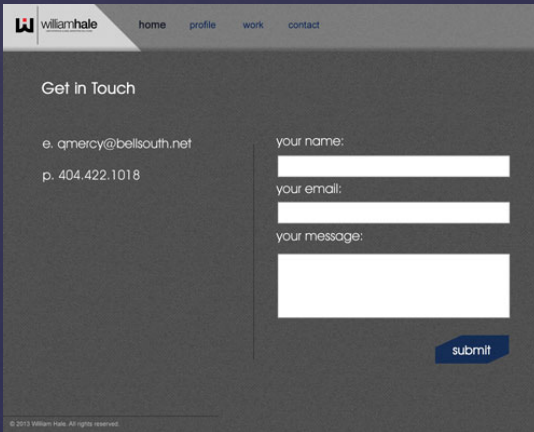 williamhale
home profile work contact
Get in Touch
e. qmercy@bellsouth.net
p. 404.422.1018
your name:
your email:
your message:
submit
© 2013 William Hale. All rights reserved.